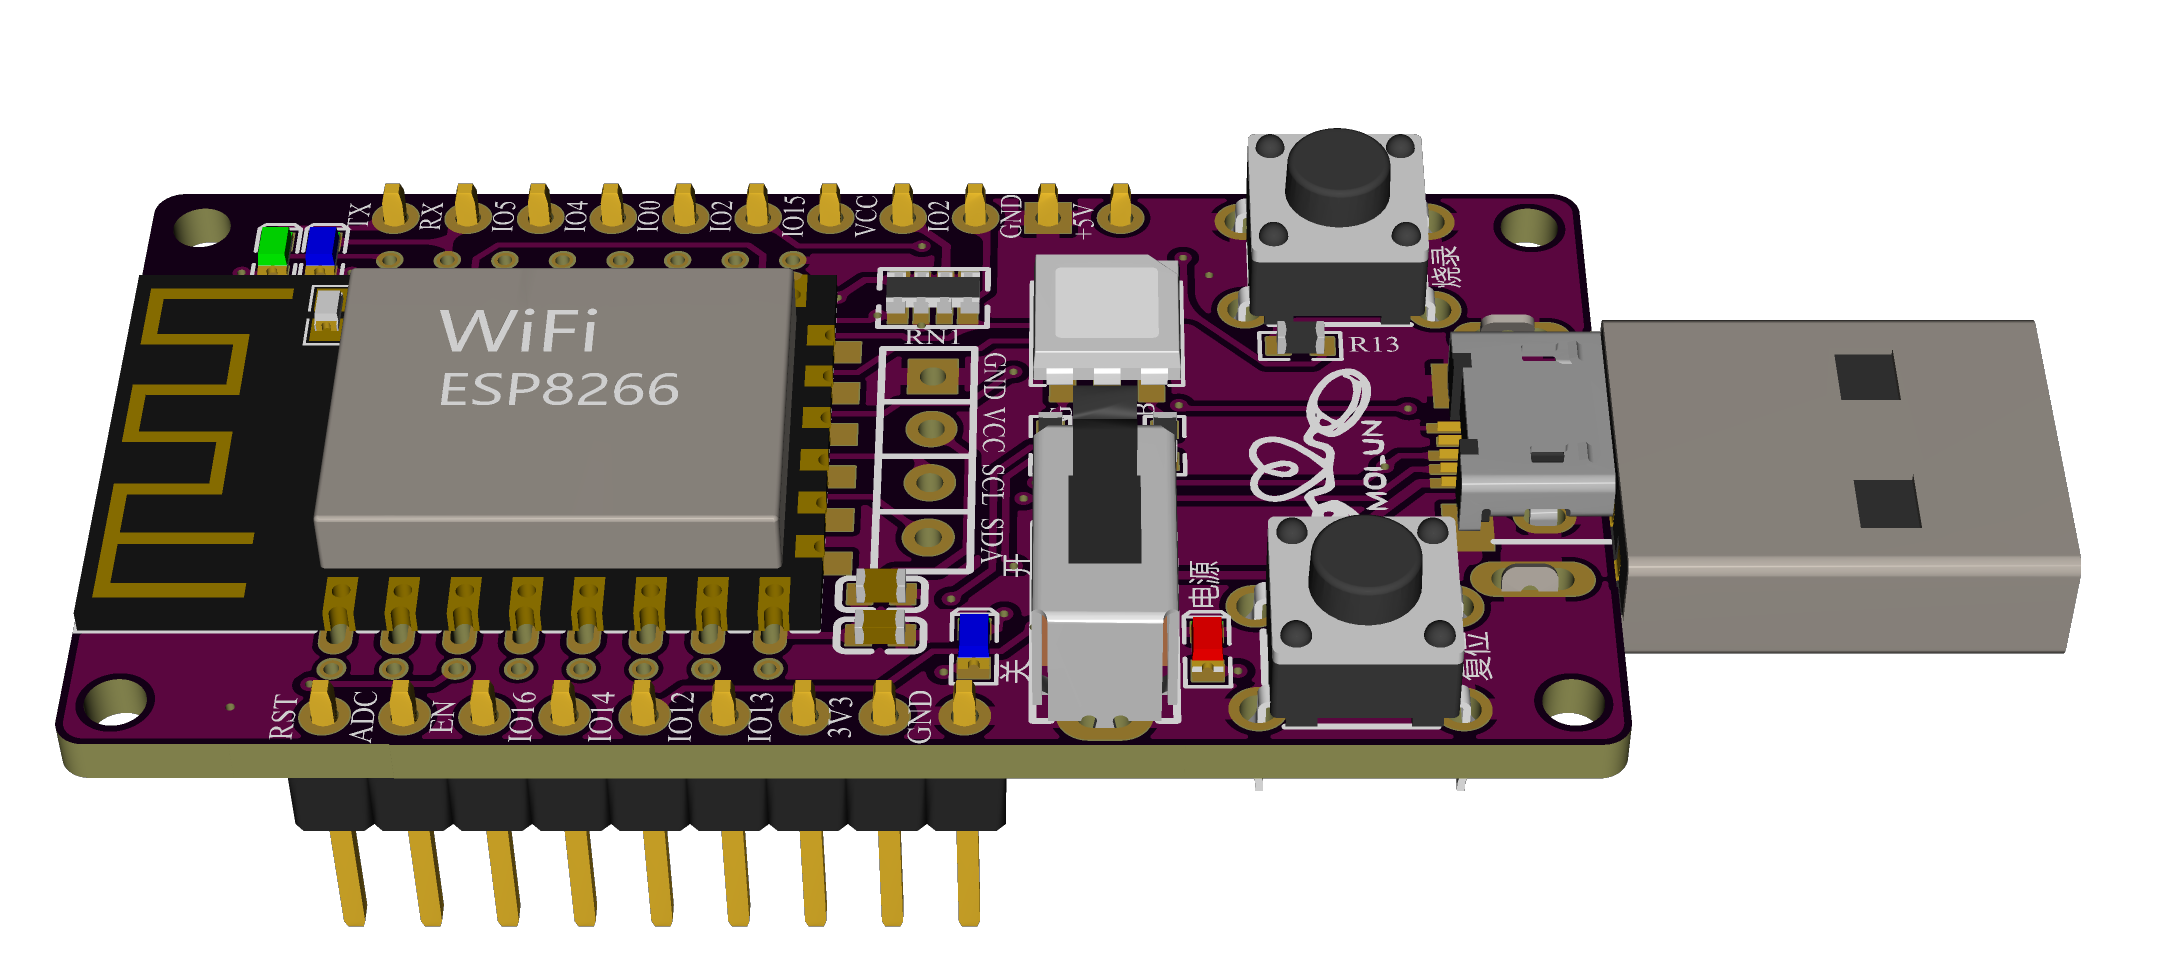 TX
RX
IO5
IO4
IO0
IO2
IO15
VCC
IO2
GND
+5V
烧录
WiFi
ESP8266
RN1
R13
GND VCC SCL SDA
MOLUN
开
关
电源
复位
RST
ADC
EN
IO16
IO14
IO12
IO13
3V3
GND